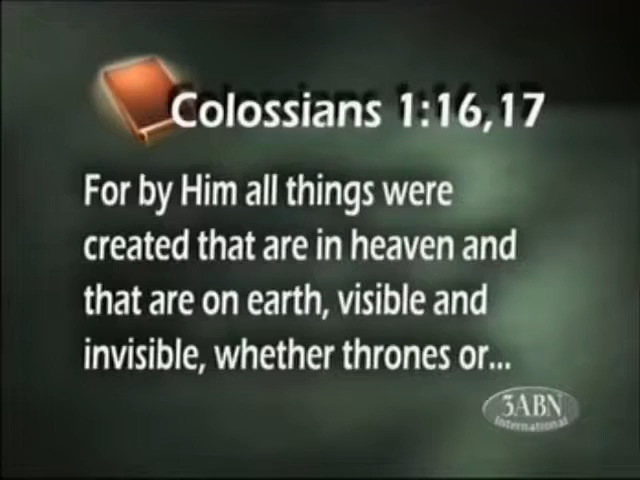 Colossians 1:16,17
For by Him all things were
created that are in heaven and
that are on earth, visible and
invisible, whether thrones or...
3ABN
International